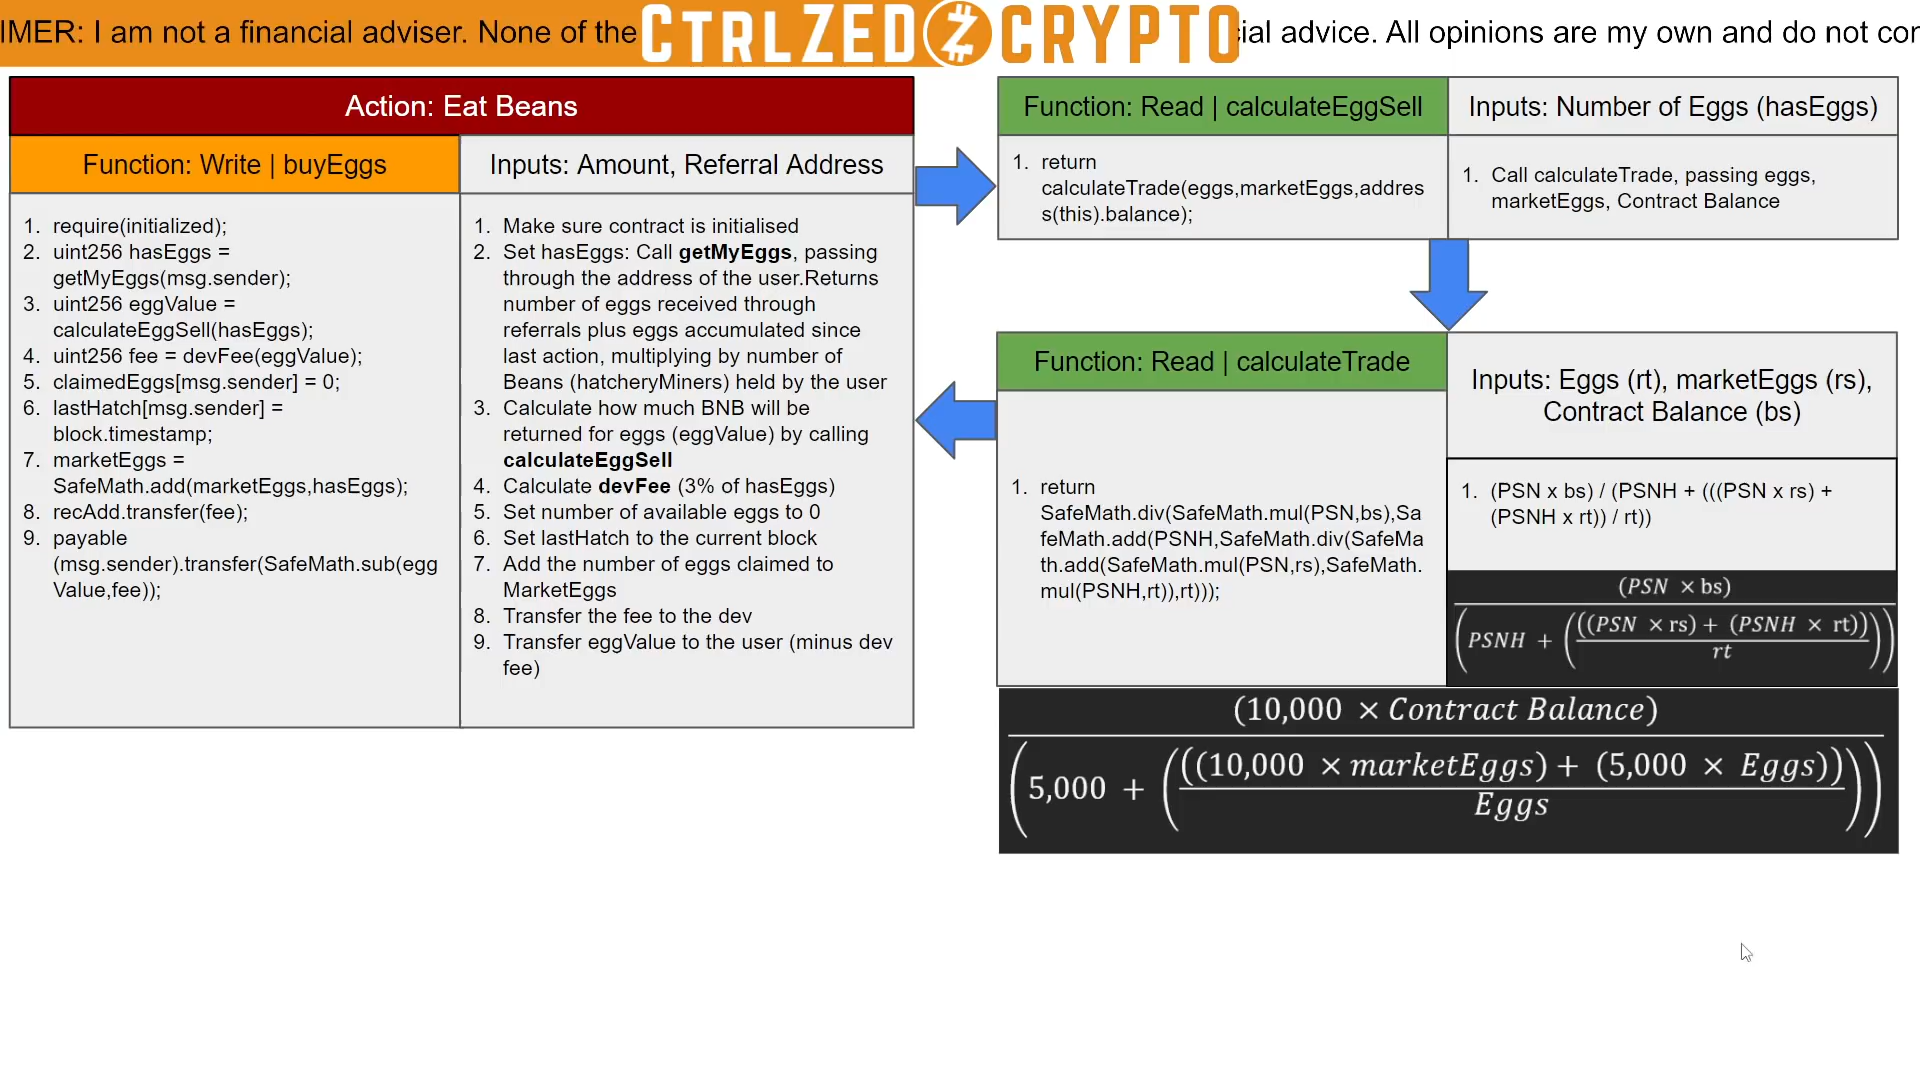 IMER: I am not a financial adviser. None of the CTRLZED CRYPTO ial advice. All opinions are my own and do not cor
Action: Eat Beans
Function: Write | buyEggs
Inputs: Amount, Referral Address
1. require(initialized);
2. uint256 hasEggs =
getMyEggs(msg.sender);
3. uint256 eggValue =
calculateEggSell(hasEggs);
4. uint256 fee = devFee(eggValue);
5. claimedEggs[msg.sender] = 0;
6. lastHatch[msg.sender] =
block.timestamp;
7. marketEggs =
SafeMath.add(marketEggs,hasEggs);
8. recAdd.transfer(fee);
9. payable
(msg.sender).transfer(SafeMath.sub(egg
Value,fee));
1. Make sure contract is initialised
2. Set hasEggs: Call getMyEggs, passing
through the address of the user.Returns
number of eggs received through
referrals plus eggs accumulated since
last action, multiplying by number of
Beans (hatcheryMiners) held by the user
3. Calculate how much BNB will be
returned for eggs (eggValue) by calling
calculateEggSell
4. Calculate devFee (3% of hasEggs)
5. Set number of available eggs to 0
6. Set lastHatch to the current block
7. Add the number of eggs claimed to
MarketEggs
8. Transfer the fee to the dev
9. Transfer eggValue to the user (minus dev
fee)
Function: Read | calculateEggSell
Inputs: Number of Eggs (hasEggs)
1. return
calculateTrade(eggs,marketEggs,addres
s(this).balance);
1. Call calculateTrade, passing eggs,
marketEggs, Contract Balance
Function: Read | calculateTrade
Inputs: Eggs (rt), marketEggs (rs),
Contract Balance (bs)
1. return
SafeMath.div(SafeMath.mul(PSN,bs),Sa
feMath.add(PSNH,SafeMath.div(SafeMa
th.add(SafeMath.mul(PSN,rs),SafeMath.
mul(PSNH,rt)),rt)));
1. (PSN x bs) / (PSNH + (((PSN x rs) +
(PSNH x rt)) / rt))
(PSN × bs)
(PSNH + (((PSN × rs) + (PSNH × rt))
rt))
(10,000 × Contract Balance)
(5,000 + (((10,000 × marketEggs) + (5,000 × Eggs))
Eggs))